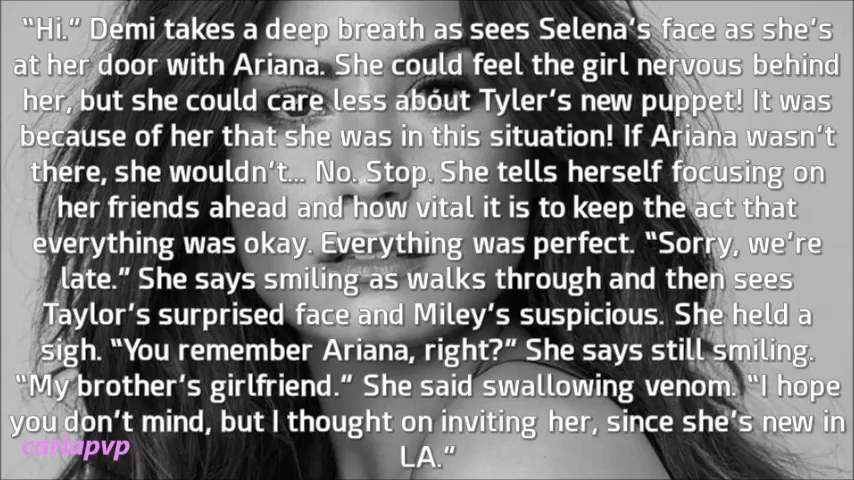 “Hi.” Demi takes a deep breath as sees Selena’s face as she’s
at her door with Ariana. She could feel the girl nervous behind
her, but she could care less about Tyler’s new puppet! It was
because of her that she was in this situation! If Ariana wasn’t
there, she wouldn’t... No. Stop. She tells herself focusing on
her friends ahead and how vital it is to keep the act that
everything was okay. Everything was perfect. “Sorry, we’re
late.” She says smiling as walks through and then sees
Taylor’s surprised face and Miley’s suspicious. She held a
sigh. “You remember Ariana, right?” She says still smiling.
“My brother’s girlfriend.” She said swallowing venom. “I hope
you don’t mind, but I thought on inviting her, since she’s new in
LA.“
carlapvp